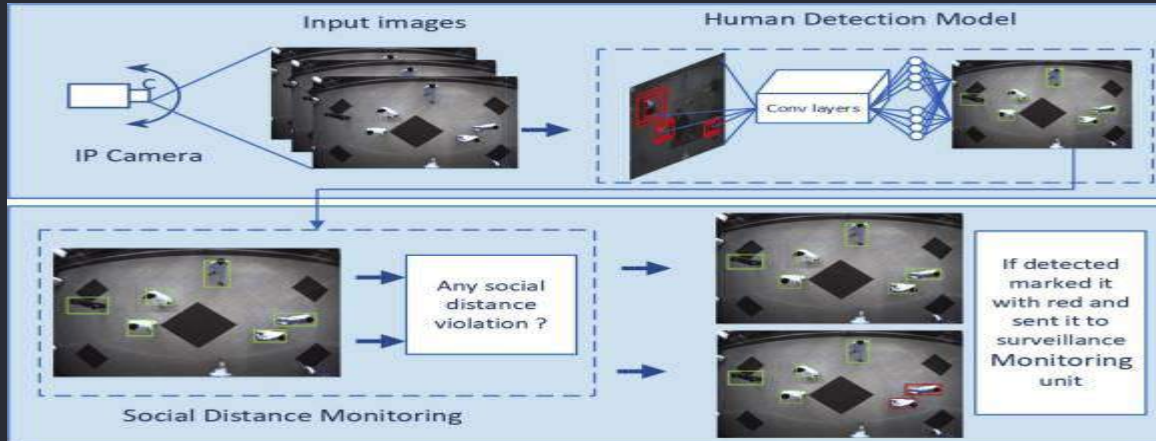 Input images
Human Detection Model
C
IP Camera
Conv layers
Any social
distance
violation ?
Social Distance Monitoring
If detected
marked it
with red and
sent it to
surveillance
Monitoring
unit